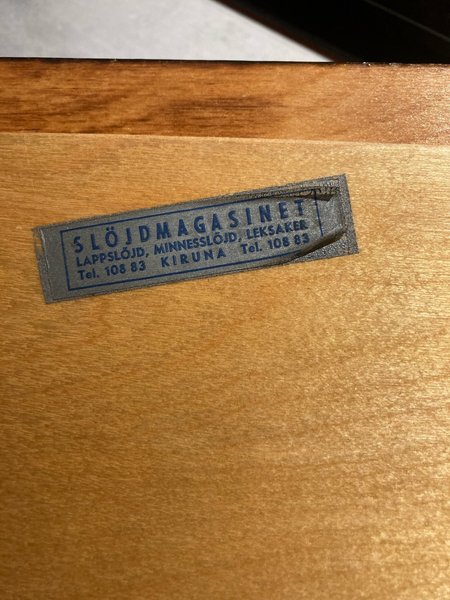 SLÖJDMAGASINET
LAPPSLÖJD, MINNESSLÖJD, LEKSAKER
Tel. 108 83 KIRUNA Tel. 108 83